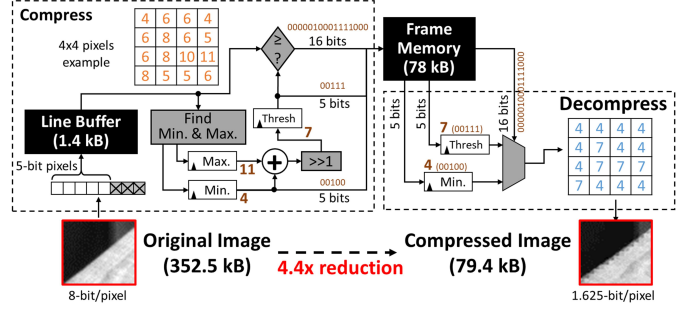 Compress
4x4 pixels
example
4 6 6 4
6 8 6 5
6 8 10 11
8 5 5 6
≥
?
0000010001111000
16 bits
Frame
Memory
(78 kB)
00111
5 bits
Line Buffer
(1.4 kB)
Find
Min. & Max.
Thresh
7
5-bit pixels
Max.
11
+
>>1
Min.
4
00100
5 bits
5 bits
5 bits
16 bits
0000010001111000
Decompress
7 (00111)
Thresh
4 (00100)
Min.
4 4 4 4
4 7 4 4
4 7 7 7
7 4 4 4
Original Image
(352.5 kB)
4.4x reduction
Compressed Image
(79.4 kB)
8-bit/pixel
1.625-bit/pixel